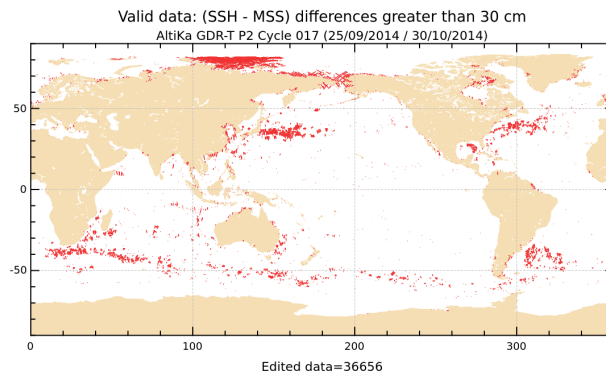 Valid data: (SSH - MSS) differences greater than 30 cm
AltiKa GDR-T P2 Cycle 017 (25/09/2014 / 30/10/2014)
50
0
-50
0
100
200
300
Edited data=36656